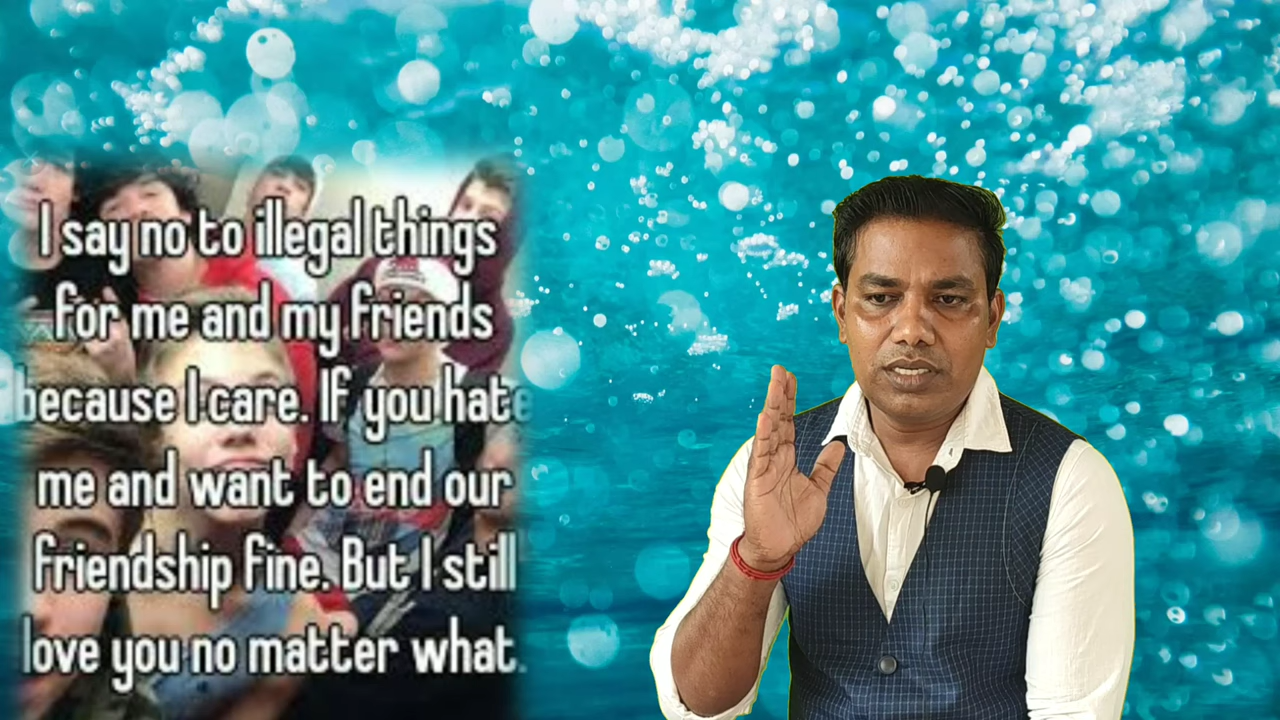 I say no to illegal things
for me and my friends
because I care. If you hate
me and want to end our
friendship fine. But I still
love you no matter what.